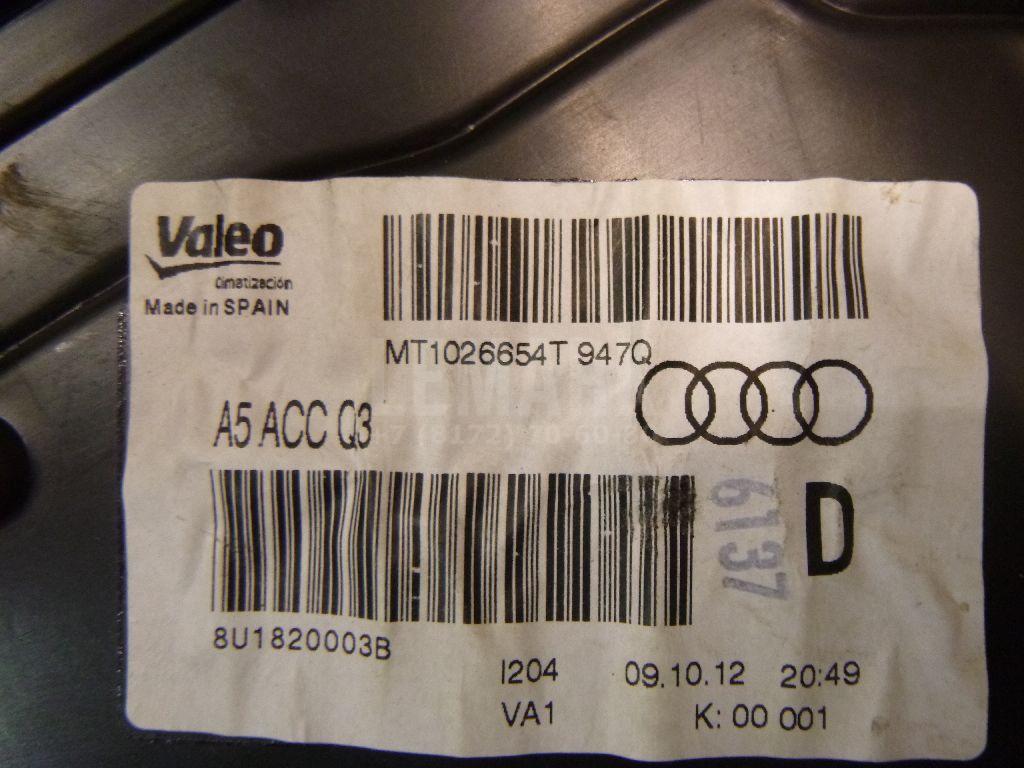 Valeo
Climatización
Made in SPAIN
MT1026654T 947Q
A5 ACC Q3
6137
D
8U1820003B
I204 09.10.12 20:49
VA1 K: 00 001